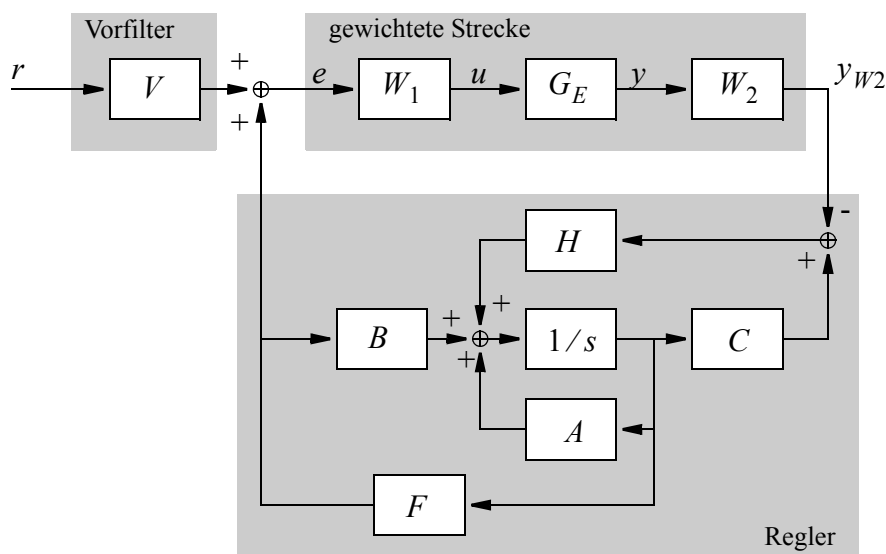 Vorfilter
gewichtete Strecke
r
V
+
+
e
W1
u
GE
y
W2
yW2
H
-
+
B
+
+
+
1/s
C
A
F
Regler